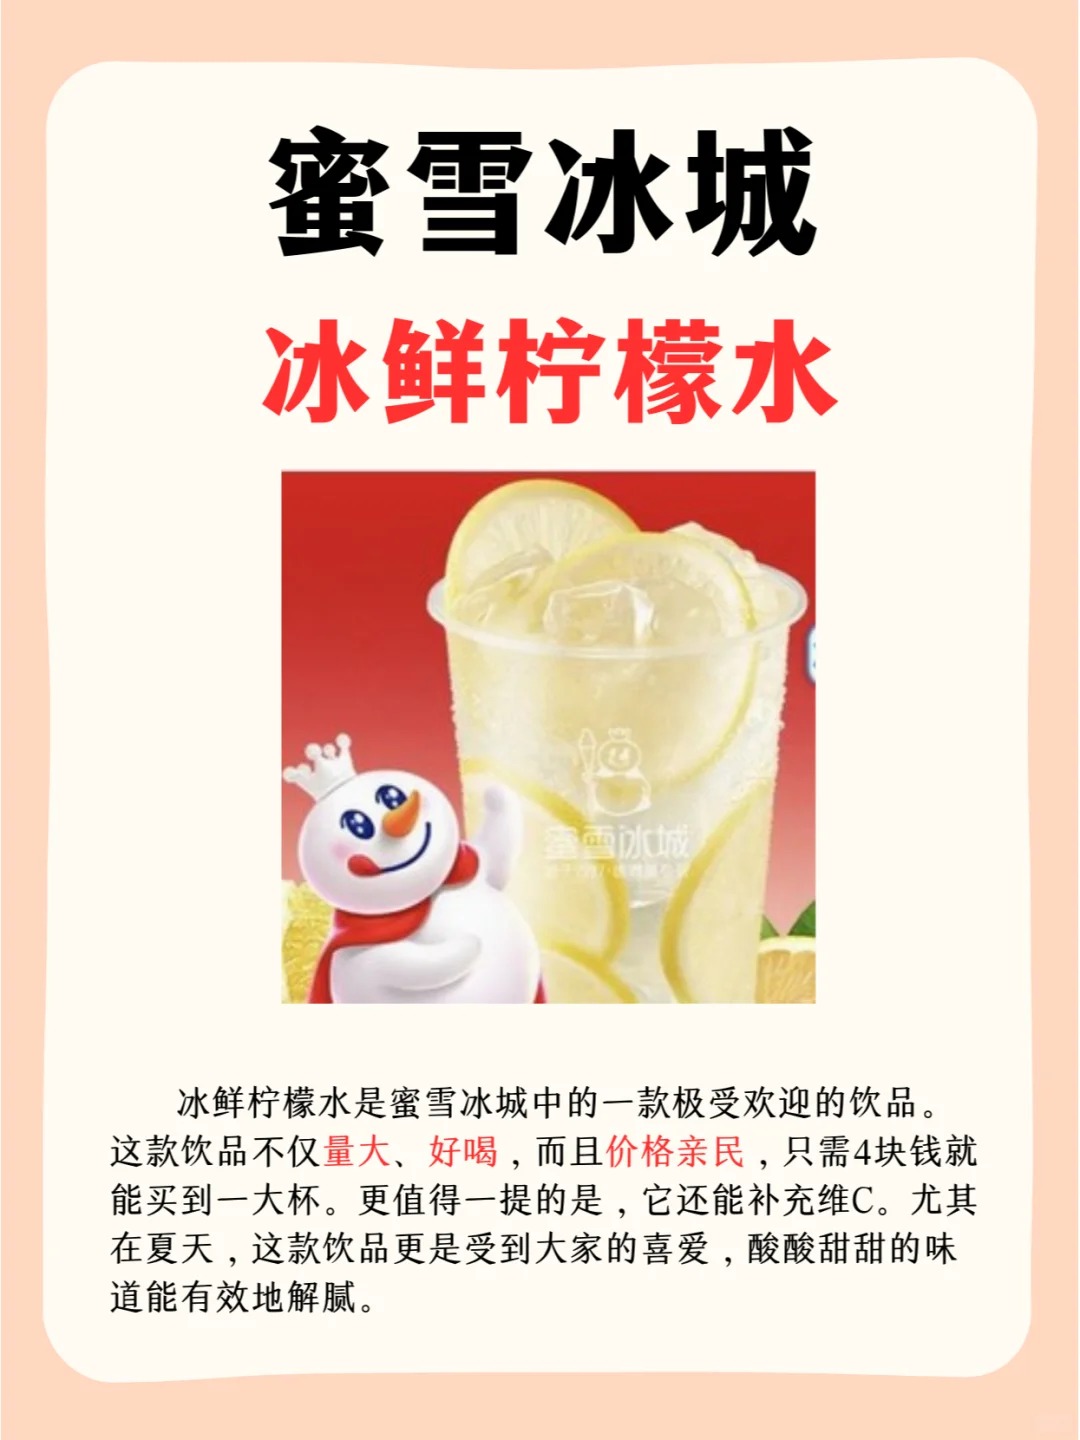 蜜雪冰城
冰鲜柠檬水
蜜雪冰城
冰鲜柠檬水是蜜雪冰城中的一款极受欢迎的饮品。
这款饮品不仅量大、好喝，而且价格亲民，只需4块钱就
能买到一大杯。更值得一提的是，它还能补充维C。尤其
在夏天，这款饮品更是受到大家的喜爱，酸酸甜甜的味
道能有效地解腻。